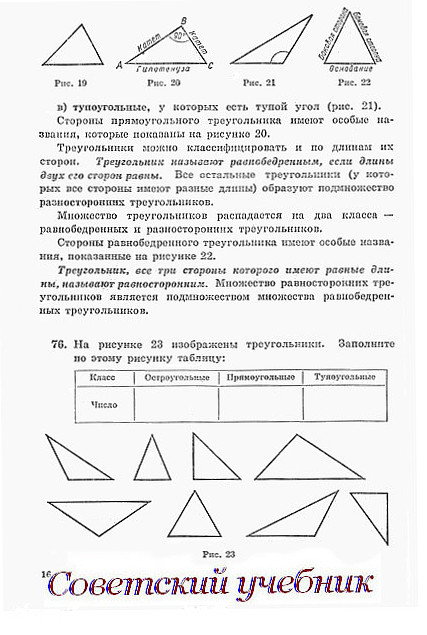 B
Катет
90°
Катет
A
Гипотенуза
C
Боковая сторона
Боковая сторона
Основание
Рис. 19
Рис. 20
Рис. 21
Рис. 22
в) тупоугольные, у которых есть тупой угол (рис. 21).
Стороны прямоугольного треугольника имеют особые на-
звания, которые показаны на рисунке 20.
Треугольники можно классифицировать и по длинам их
сторон. Треугольник называют равнобедренным, если длины
двух его сторон равны. Все остальные треугольники (у кото-
рых все стороны имеют разные длины) образуют подмножество
разносторонних треугольников.
Множество треугольников распадается на два класса —
равнобедренных и разносторонних треугольников.
Стороны равнобедренного треугольника имеют особые назва-
ния, показанные на рисунке 22.
Треугольник, все три стороны которого имеют равные дли-
ны, называют равносторонним. Множество равносторонних тре-
угольников является подмножеством множества равнобедрен-
ных треугольников.
76. На рисунке 23 изображены треугольники. Заполните
по этому рисунку таблицу:
Класс Остроугольные Прямоугольные Тупоугольные
Число
Рис. 23
16
Советский учебник